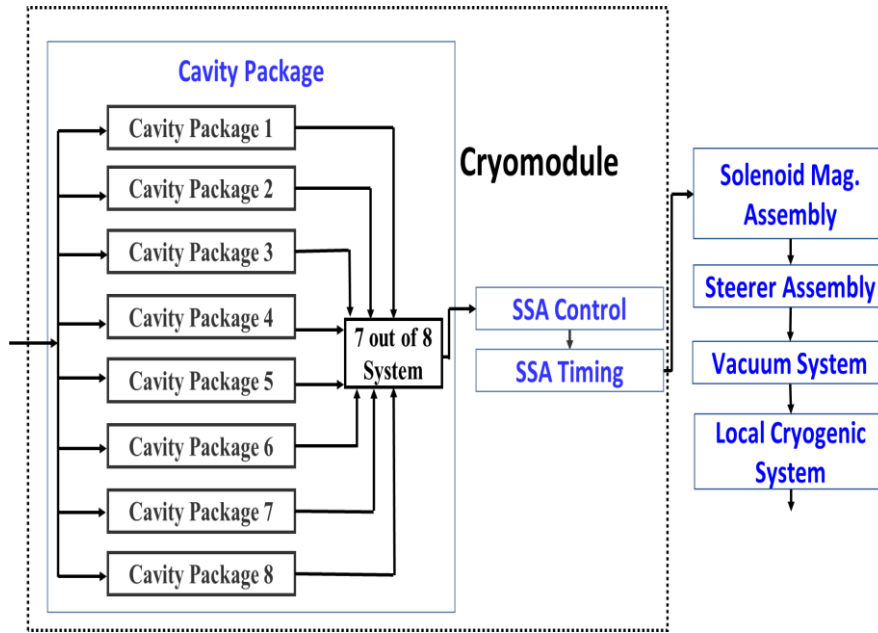 Cavity Package
Cavity Package 1
Cavity Package 2
Cavity Package 3
Cavity Package 4
Cavity Package 5
Cavity Package 6
Cavity Package 7
Cavity Package 8
7 out of 8
System
Cryomodule
SSA Control
SSA Timing
Solenoid Mag.
Assembly
Steerer Assembly
Vacuum System
Local Cryogenic
System